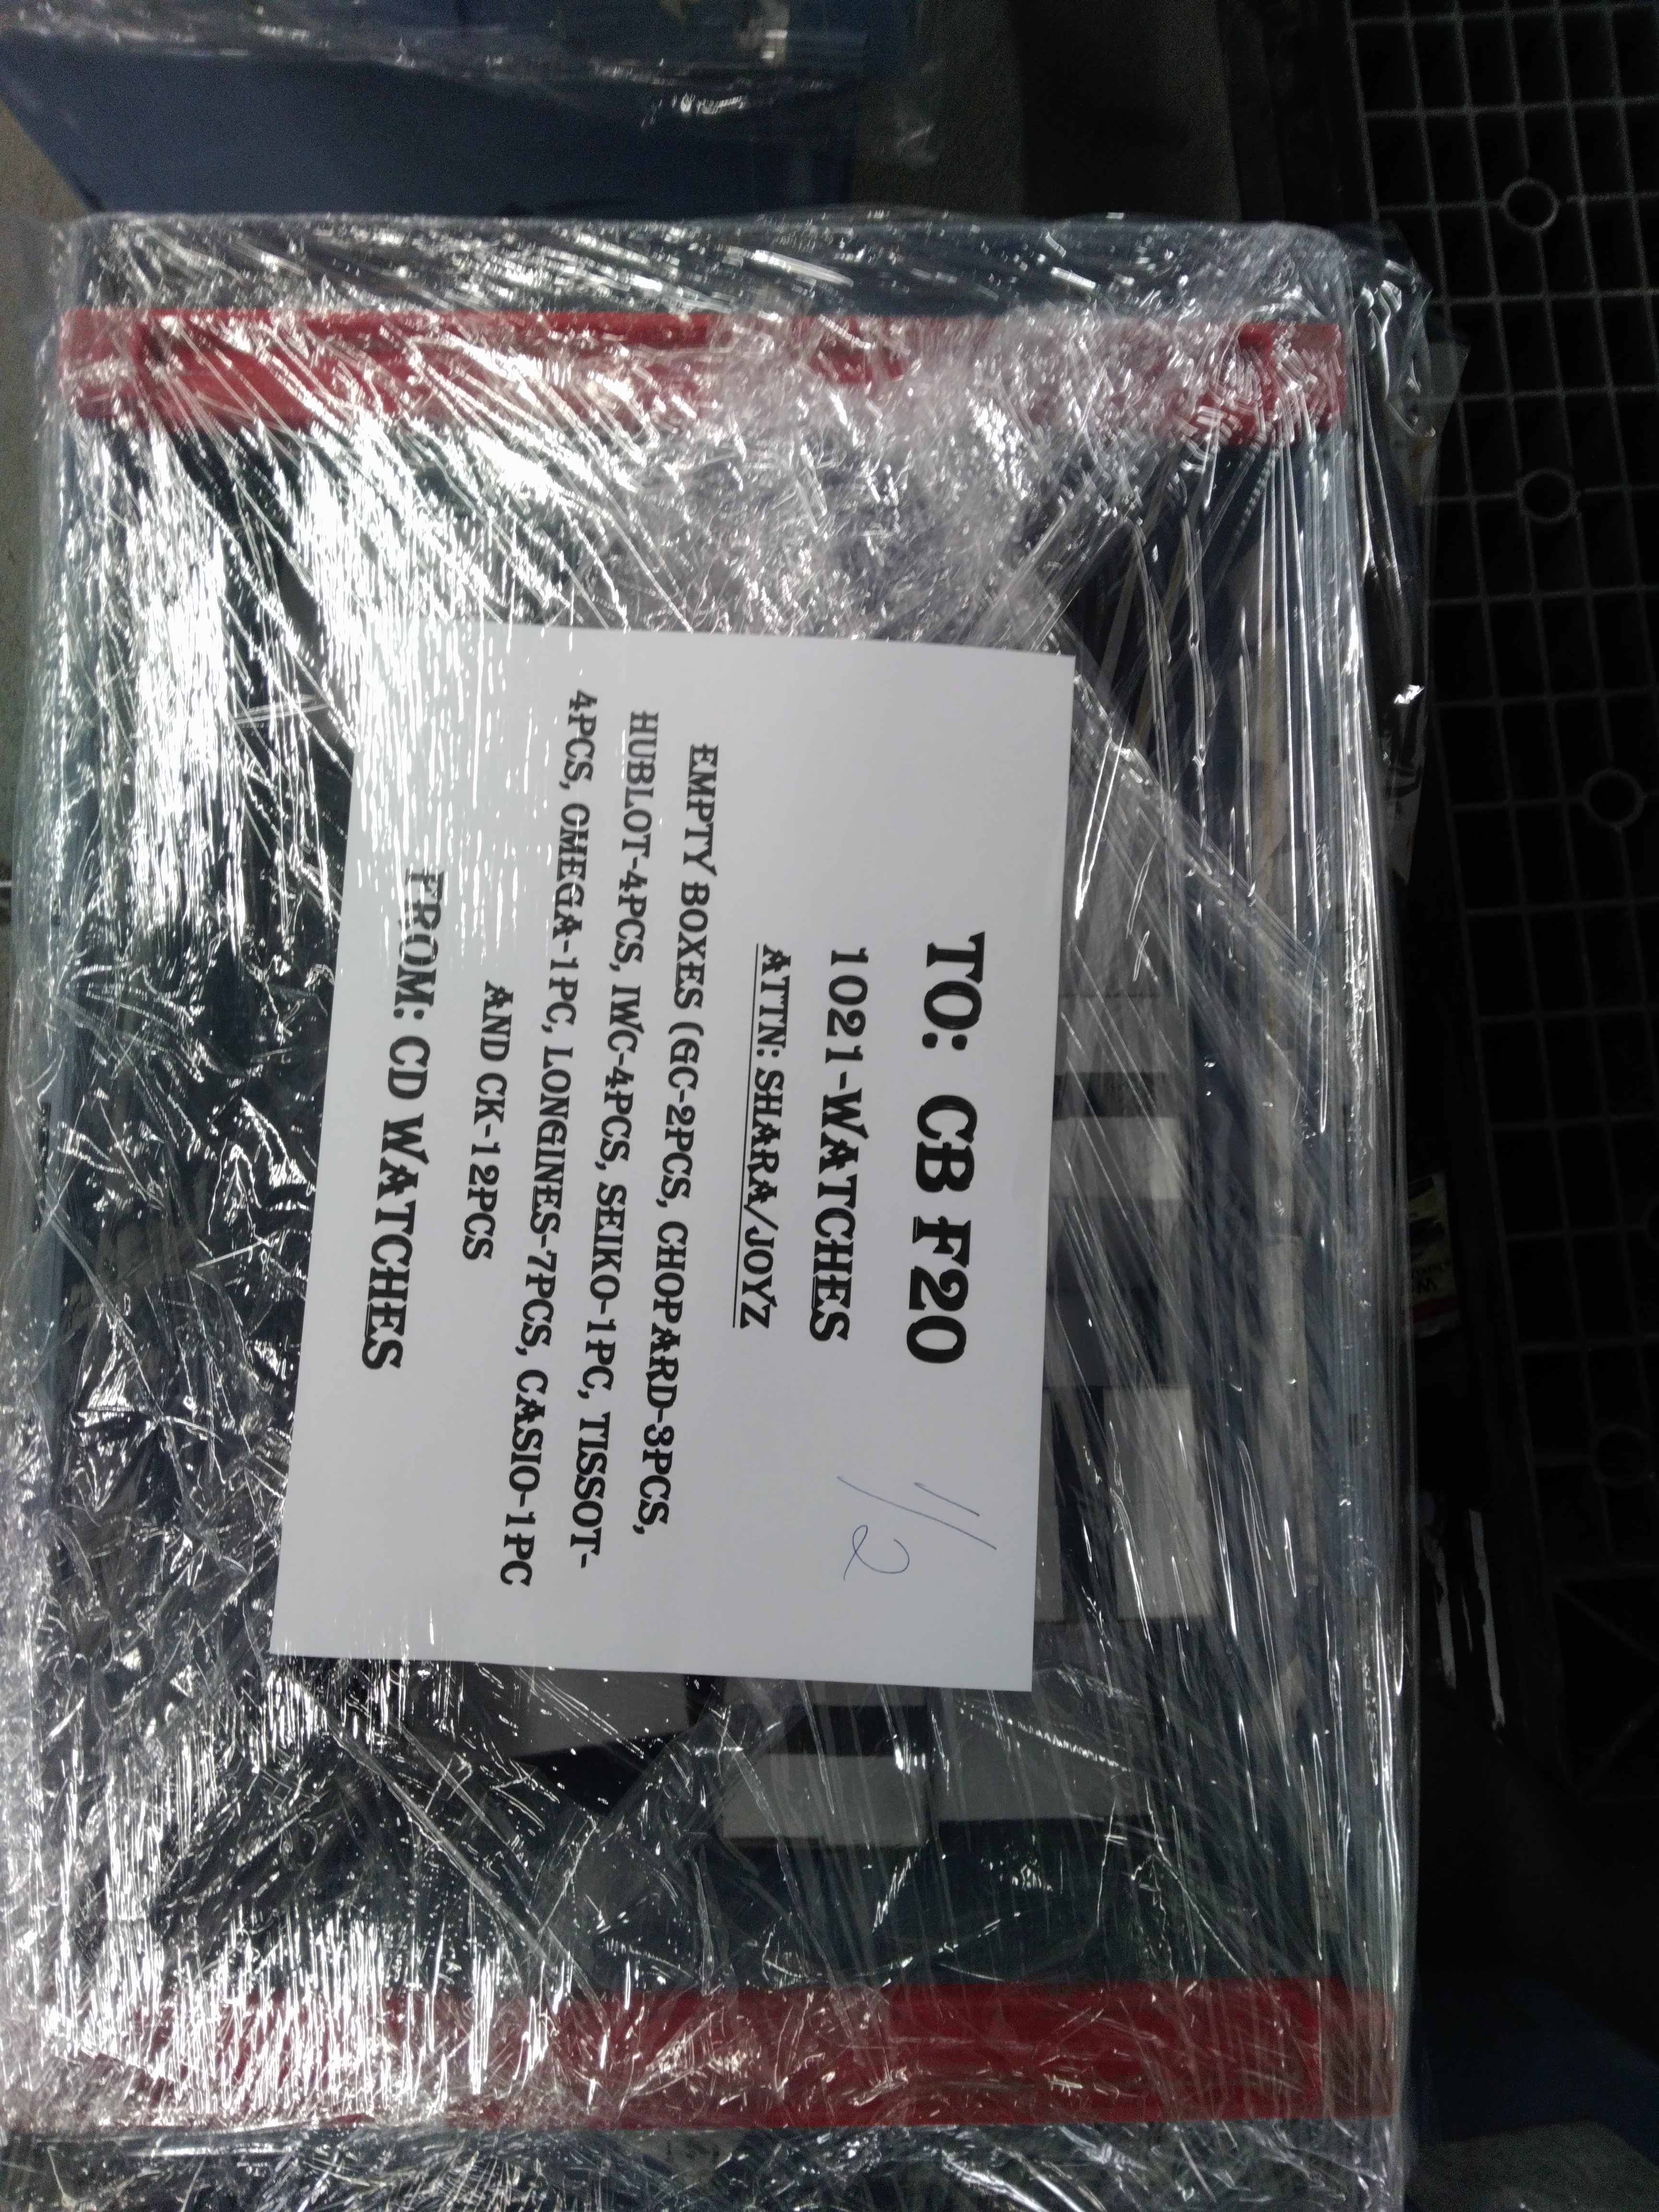 TO: CB F20
1021-WATCHES
1/2
ATTN: SHARA/JOYZ
EMPTY BOXES (GC-2PCS, CHOPARD-3PCS,
HUBLOT-4PCS, IWC-4PCS, SEIKO-1PC, TISSOT-
4PCS, OMEGA-1PC, LONGINES-7PCS, CASIO-1PC
AND CK-12PCS
FROM: CD WATCHES